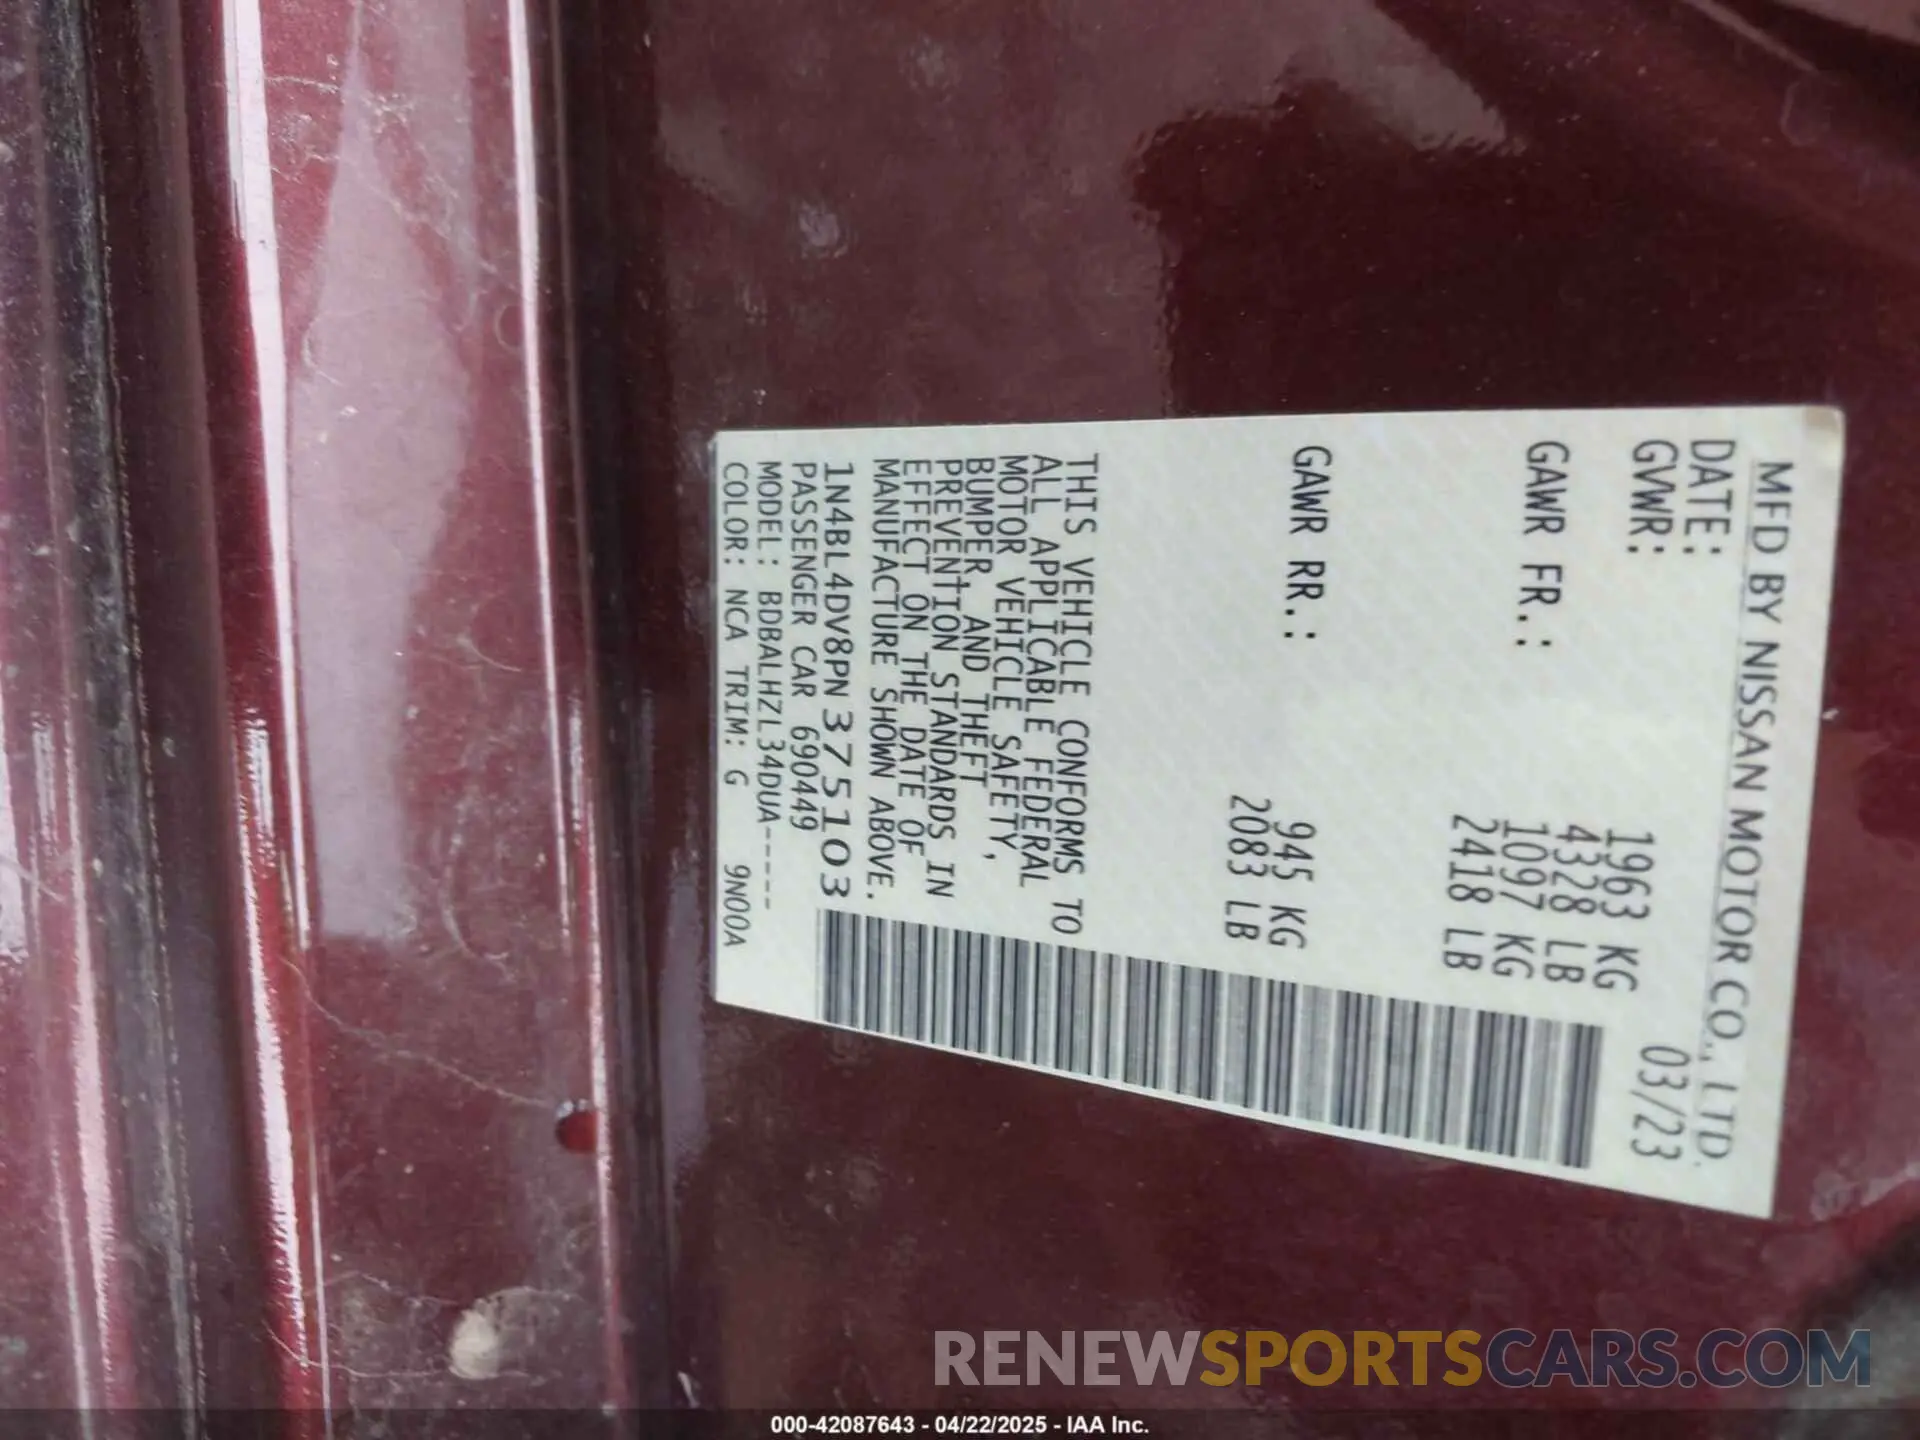 MFD BY NISSAN MOTOR CO., LTD.
DATE: 03/23
GVWR: 1963 KG
4328 LB
GAWR FR.: 1097 KG
2418 LB
GAWR RR.: 945 KG
2083 LB
THIS VEHICLE CONFORMS TO
ALL APPLICABLE FEDERAL
MOTOR VEHICLE SAFETY,
BUMPER, AND THEFT
PREVENTION STANDARDS IN
EFFECT ON THE DATE OF
MANUFACTURE SHOWN ABOVE.
1N4BL4DV8PN375103
PASSENGER CAR 690449
MODEL: BDBALHZL34DUA-----
COLOR: NCA TRIM: G 9N00A
RENEWSPORTSCARS.COM
000-42087643 - 04/22/2025 - IAA Inc.